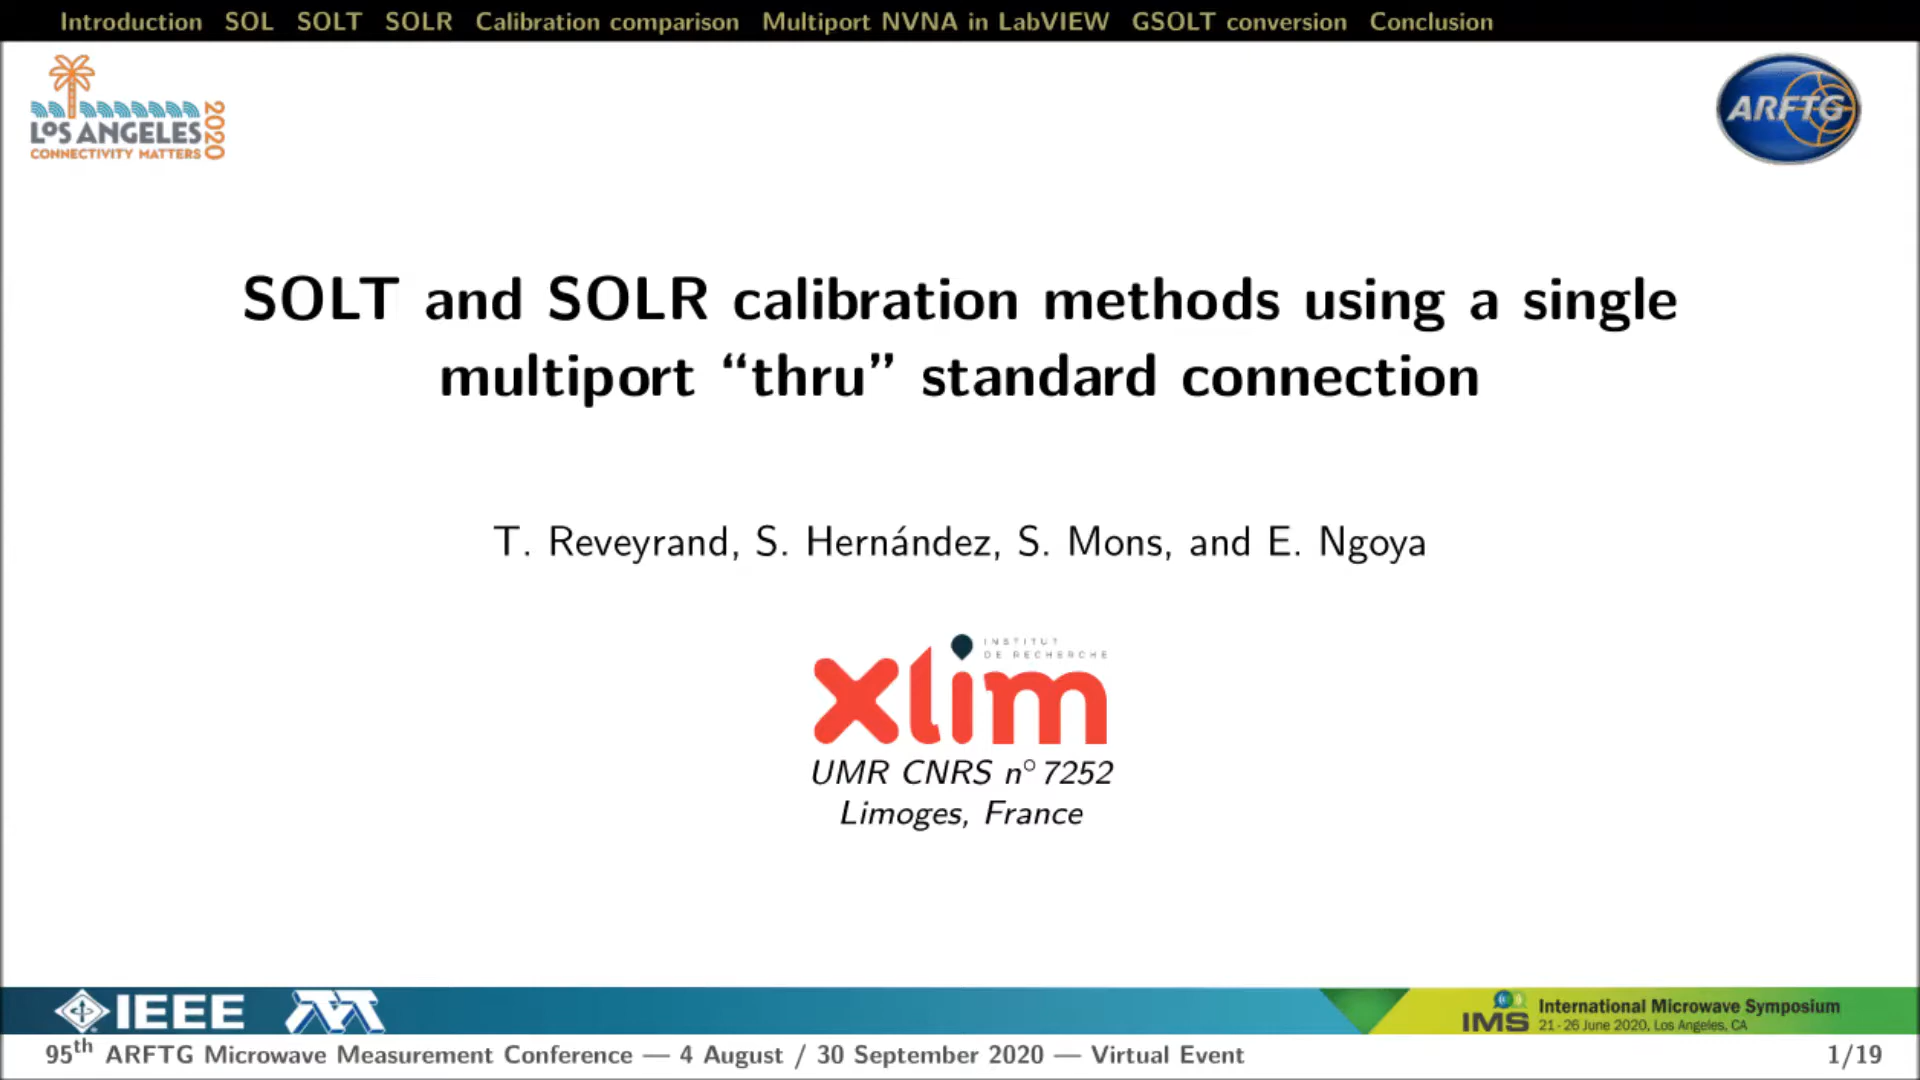 Introduction SOL SOLT SOLR Calibration comparison Multiport NVNA in LabVIEW GSOLT conversion Conclusion
LOS ANGELES 2020
CONNECTIVITY MATTERS
ARFTG
SOLT and SOLR calibration methods using a single
multiport “thru” standard connection
T. Reveyrand, S. Hernández, S. Mons, and E. Ngoya
INSTITUT
DE RECHERCHE
xlim
UMR CNRS n° 7252
Limoges, France
IEEE
IMS International Microwave Symposium
21-26 June 2020, Los Angeles, CA
95th ARFTG Microwave Measurement Conference — 4 August / 30 September 2020 — Virtual Event 1/19